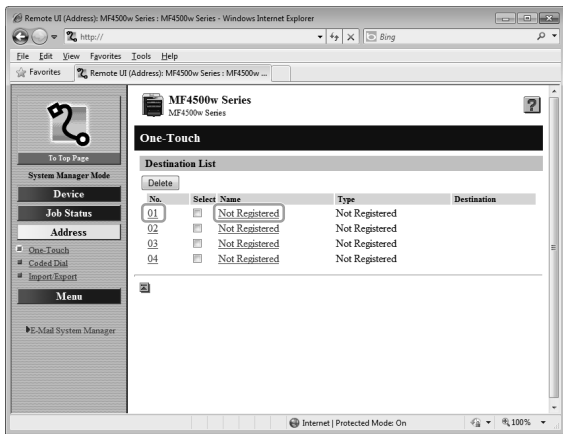 Remote UI (Address): MF4500w Series : MF4500w Series - Windows Internet Explorer
http://
Bing
File Edit View Favorites Tools Help
Favorites Remote UI (Address): MF4500w Series : MF4500w ...
MF4500w Series
MF4500w Series
To Top Page
System Manager Mode
Device
Job Status
Address
One-Touch
Coded Dial
Import/Export
Menu
E-Mail System Manager
One-Touch
Destination List
Delete
No. Select Name Type Destination
01 Not Registered Not Registered
02 Not Registered Not Registered
03 Not Registered Not Registered
04 Not Registered Not Registered
Internet | Protected Mode: On 100%